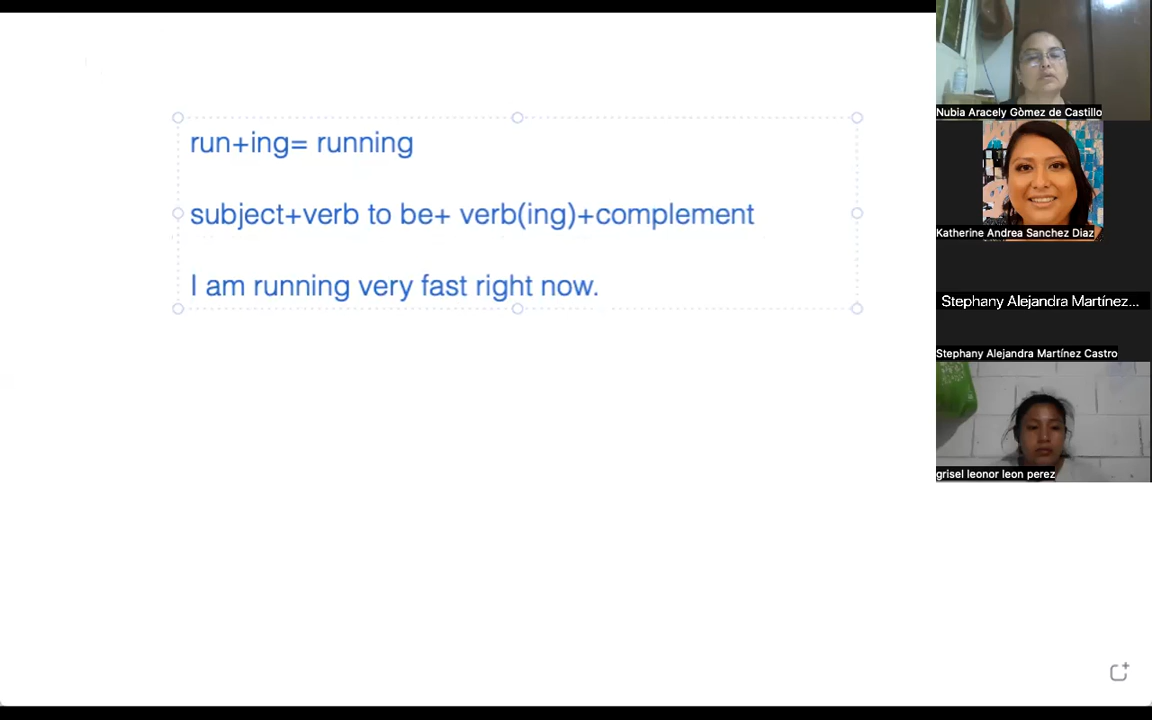 run+ing= running
subject+verb to be+ verb(ing)+complement
I am running very fast right now.
Nubia Aracely Gòmez de Castillo
Katherine Andrea Sanchez Diaz
Stephany Alejandra Martínez...
Stephany Alejandra Martínez Castro
grisel leonor leon perez